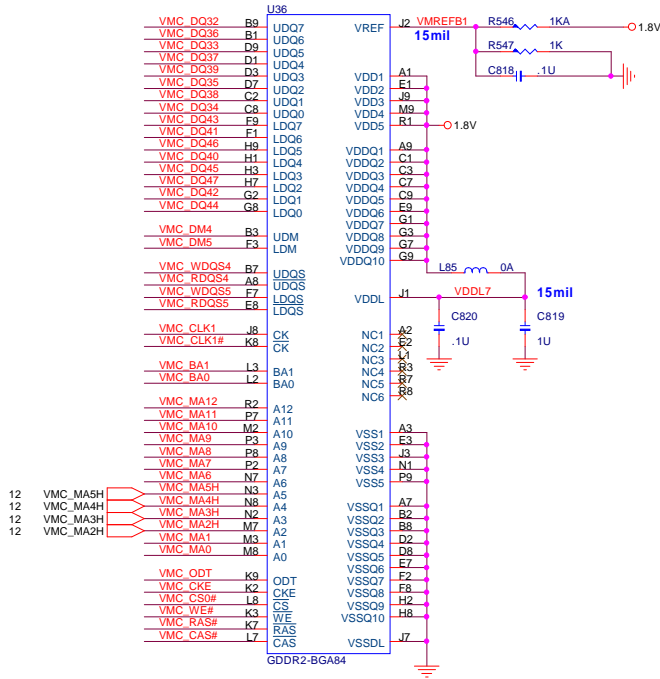 U36
VMC_DQ32 B9 UDQ7 VREF J2 VMREFB1 R546 1KA 1.8V
15mil
VMC_DQ36 B1 UDQ6
VMC_DQ33 D9 UDQ5 R547 1K
VMC_DQ37 D1 UDQ4
VMC_DQ39 D3 UDQ3 VDD1 A1 C818 .1U
VMC_DQ35 D7 UDQ2 VDD2 E1
VMC_DQ38 C2 UDQ1 VDD3 J9
VMC_DQ34 C8 UDQ0 VDD4 M9
VMC_DQ43 F9 LDQ7 VDD5 R1 1.8V
VMC_DQ41 F1 LDQ6
VMC_DQ46 H9 LDQ5 VDDQ1 A9
VMC_DQ40 H1 LDQ4 VDDQ2 C1
VMC_DQ45 H3 LDQ3 VDDQ3 C3
VMC_DQ47 H7 LDQ2 VDDQ4 C7
VMC_DQ42 G2 LDQ1 VDDQ5 C9
VMC_DQ44 G8 LDQ0 VDDQ6 E9
VDDQ7 G1
VMC_DM4 B3 UDM VDDQ8 G3
VMC_DM5 F3 LDM VDDQ9 G7
VDDQ10 G9
VMC_WDQS4 B7 UDQS L85 0A
VMC_RDQS4 A8 UDQS
VMC_WDQS5 F7 LDQS VDDL J1 VDDL7 15mil
VMC_RDQS5 E8 LDQS
C820 C819
VMC_CLK1 J8 CK NC1 A2 .1U 1U
VMC_CLK1# K8 CK NC2 E2
NC3 L1
VMC_BA1 L3 BA1 NC4 R3
VMC_BA0 L2 BA0 NC5 R7
NC6 R8
VMC_MA12 R2 A12
VMC_MA11 P7 A11
VMC_MA10 M2 A10 VSS1 A3
VMC_MA9 P3 A9 VSS2 E3
VMC_MA8 P8 A8 VSS3 J3
VMC_MA7 P2 A7 VSS4 N1
VMC_MA6 N7 A6 VSS5 P9
12 VMC_MA5H VMC_MA5H N3 A5
12 VMC_MA4H VMC_MA4H N8 A4 VSSQ1 A7
12 VMC_MA3H VMC_MA3H N2 A3 VSSQ2 B2
12 VMC_MA2H VMC_MA2H M7 A2 VSSQ3 B8
VMC_MA1 M3 A1 VSSQ4 D2
VMC_MA0 M8 A0 VSSQ5 D8
VSSQ6 E7
VMC_ODT K9 ODT VSSQ7 F2
VMC_CKE K2 CKE VSSQ8 F8
VMC_CS0# L8 CS VSSQ9 H2
VMC_WE# K3 WE VSSQ10 H8
VMC_RAS# K7 RAS
VMC_CAS# L7 CAS VSSDL J7
GDDR2-BGA84